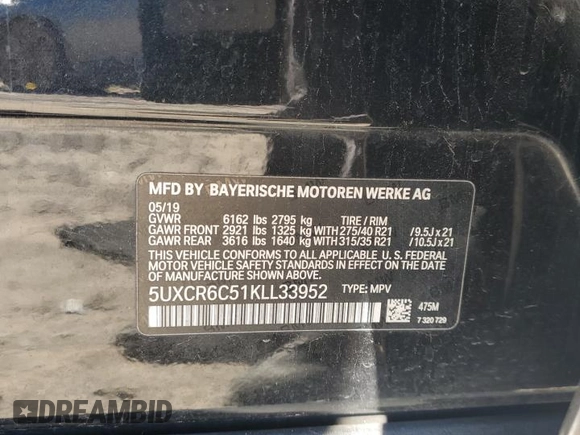 MFD BY BAYERISCHE MOTOREN WERKE AG
05/19
GVWR 6162 lbs 2795 kg TIRE / RIM
GAWR FRONT 2921 lbs 1325 kg WITH 275/40 R21 /9.5J x 21
GAWR REAR 3616 lbs 1640 kg WITH 315/35 R21 /10.5J x 21
THIS VEHICLE CONFORMS TO ALL APPLICABLE U.S. FEDERAL
MOTOR VEHICLE SAFETY STANDARDS IN EFFECT ON THE
DATE OF MANUFACTURE SHOWN ABOVE.
5UXCR6C51KLL33952 TYPE: MPV
475M
7 320 729
DREAMBID